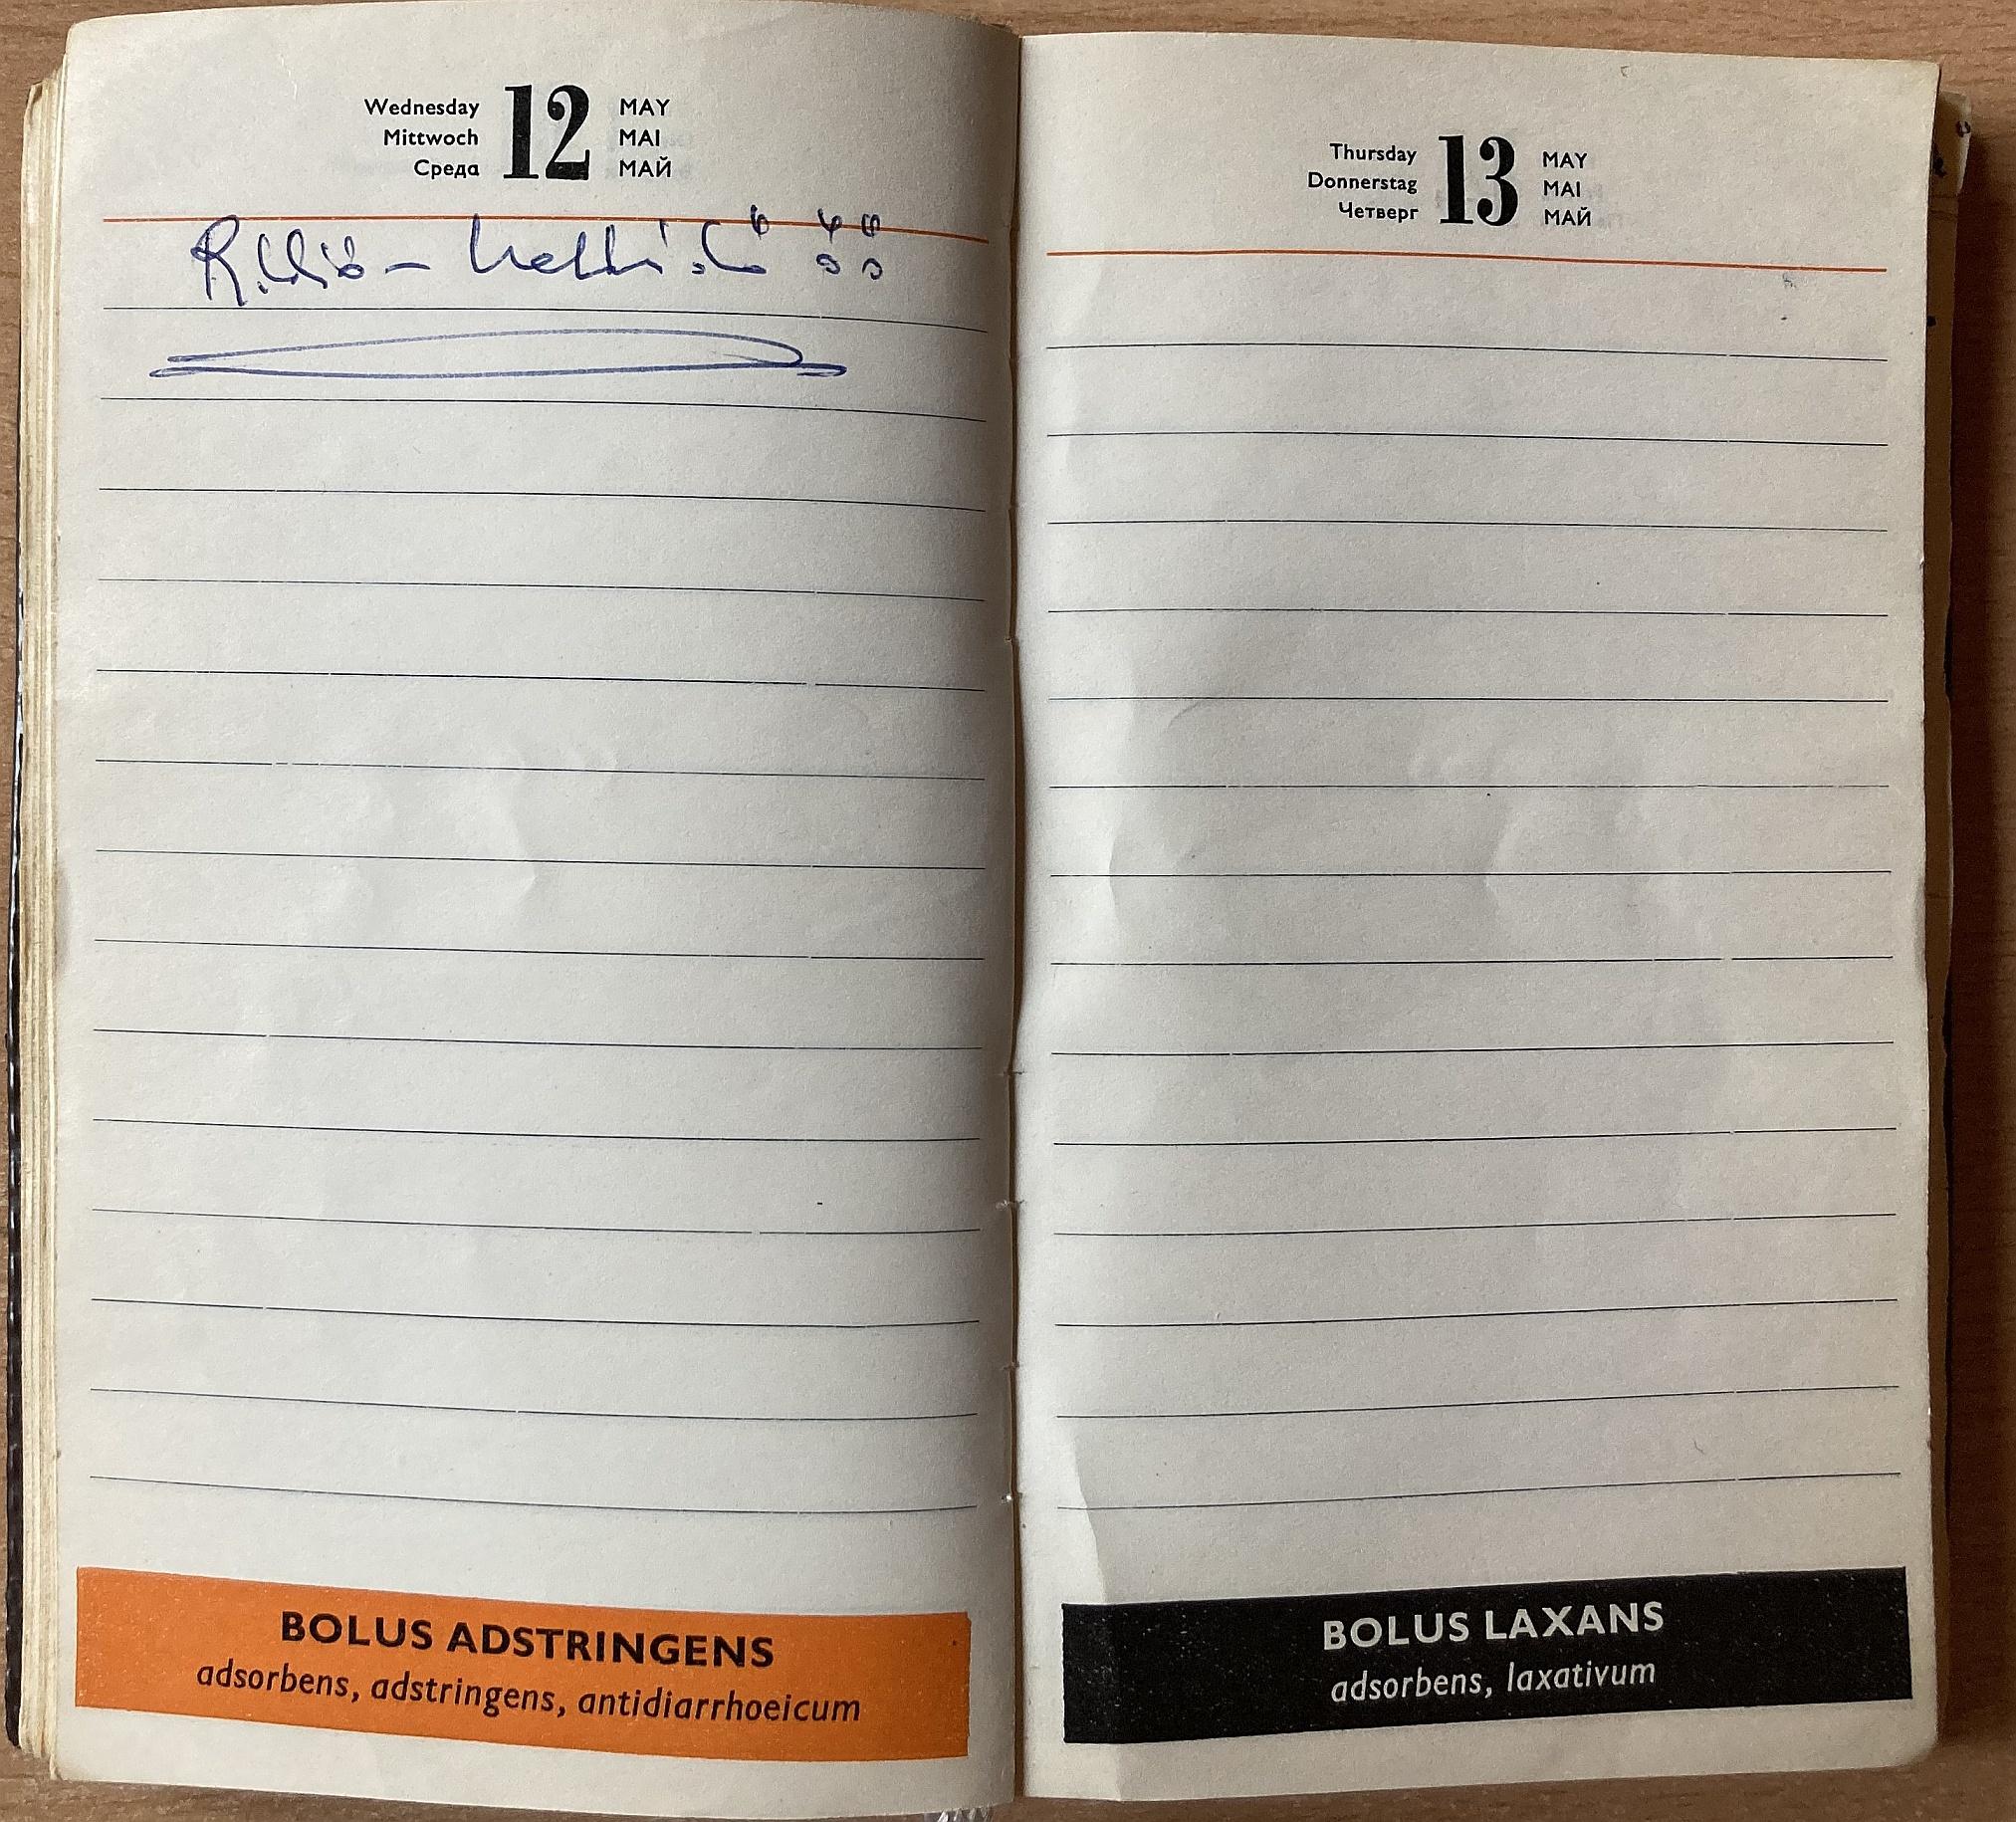 Wednesday 12 MAY
Mittwoch MAI
Среда МАЙ
BOLUS ADSTRINGENS
adsorbens, adstringens, antidiarrhoeicum
Thursday 13 MAY
Donnerstag MAI
Четверг МАЙ
BOLUS LAXANS
adsorbens, laxativum